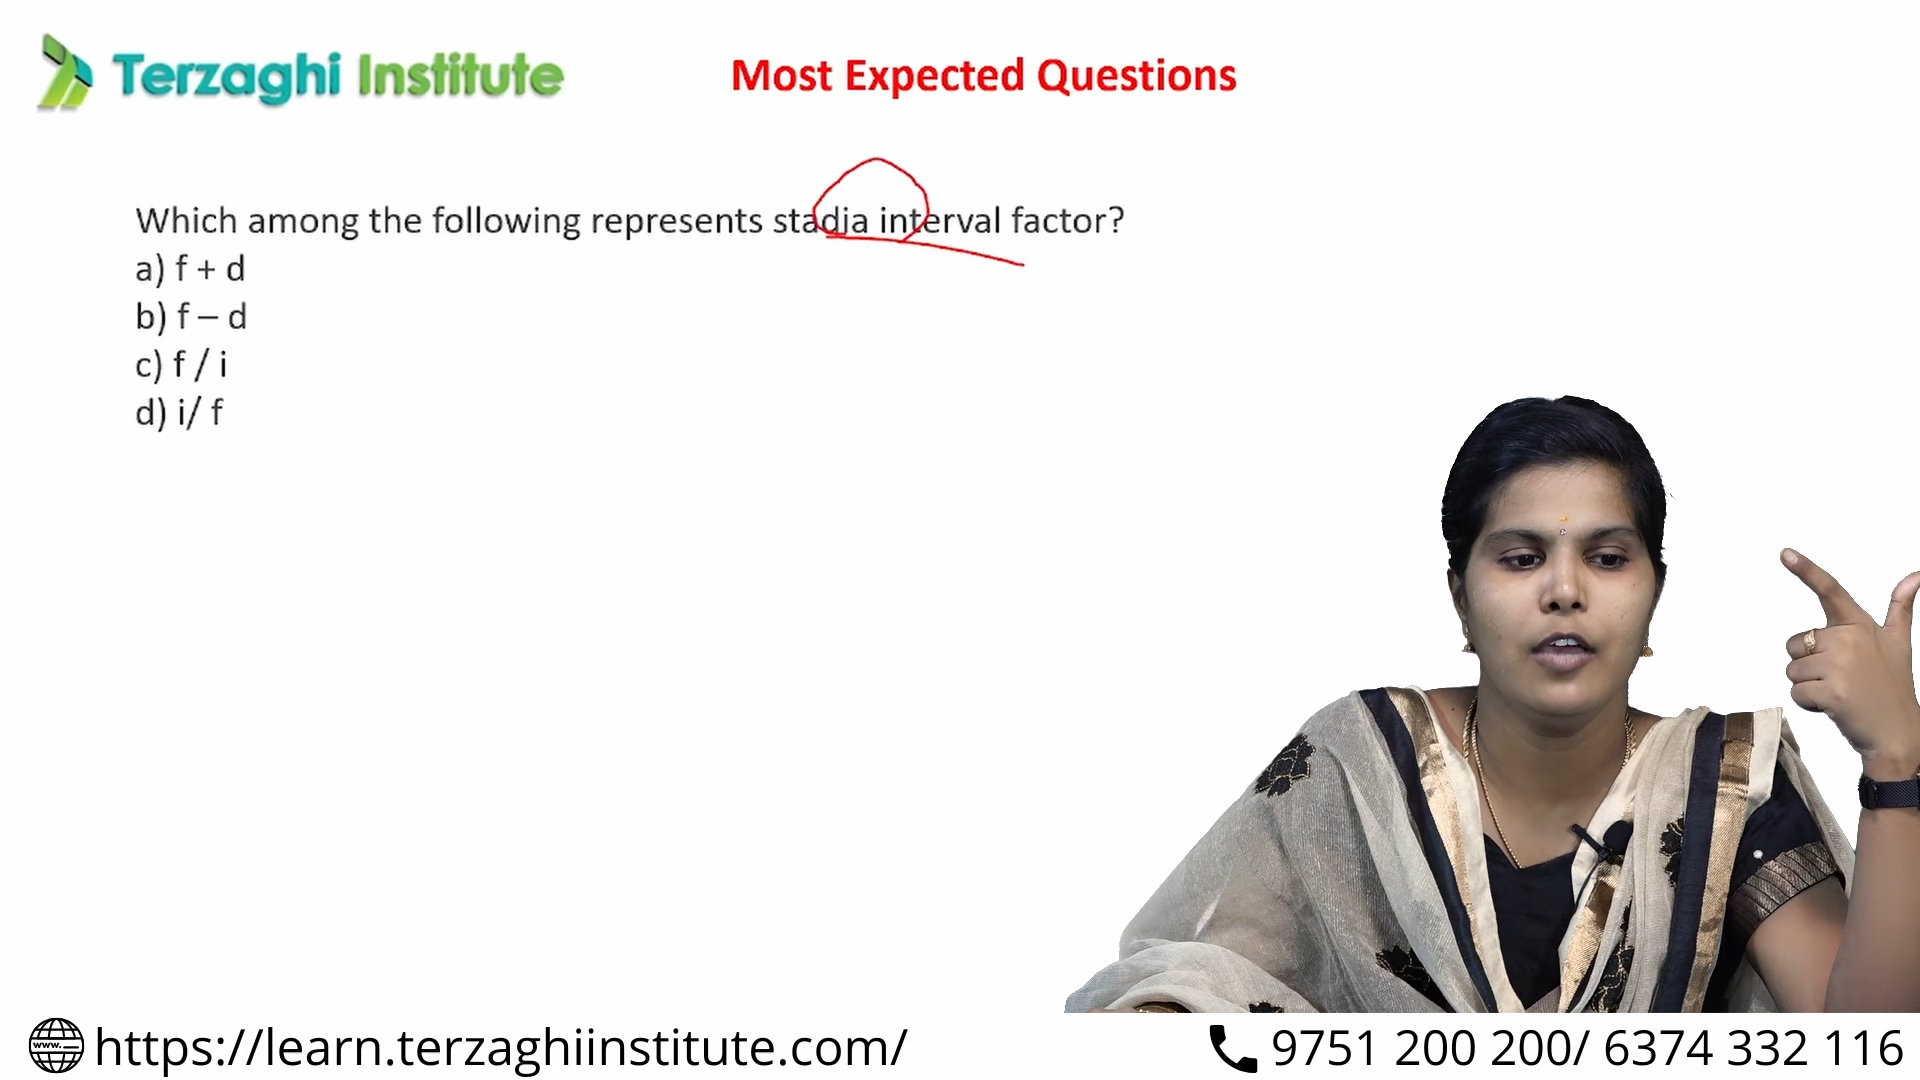 Terzaghi Institute
Most Expected Questions
Which among the following represents stadia interval factor?
a) f + d
b) f – d
c) f / i
d) i/ f
www.
https://learn.terzaghiinstitute.com/
9751 200 200/ 6374 332 116